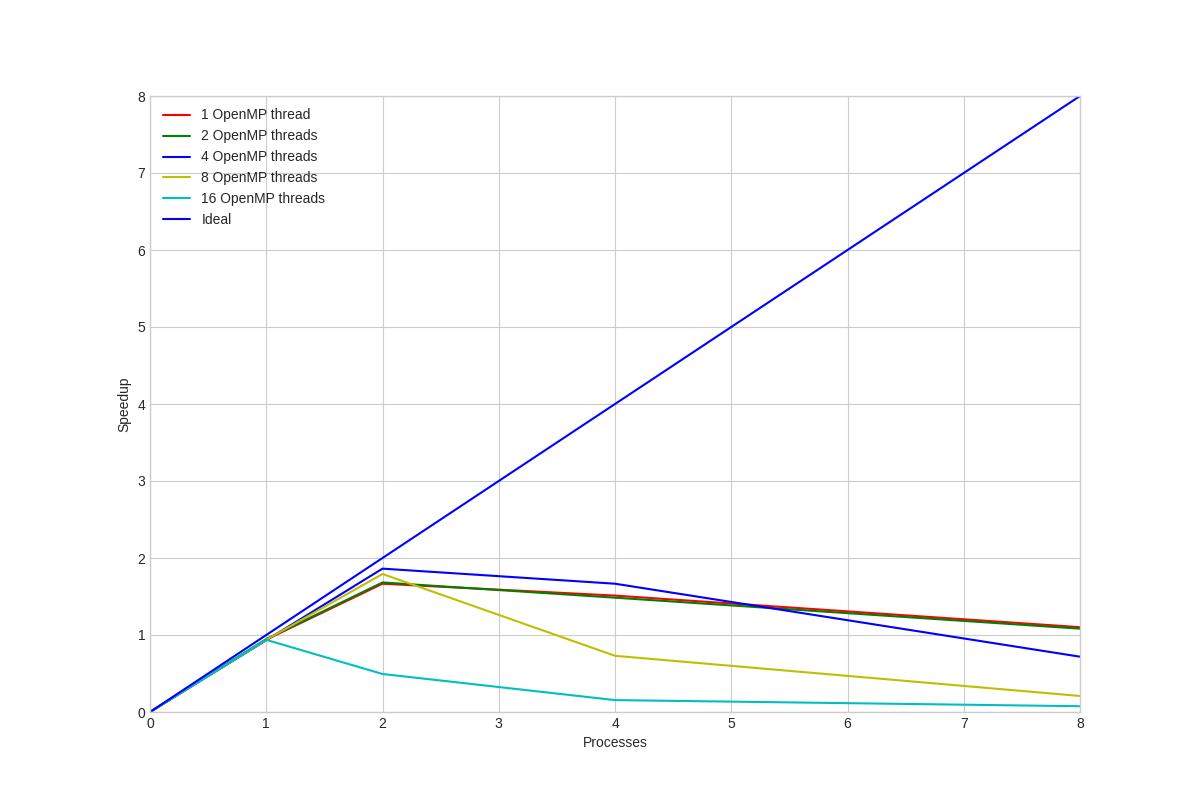 8
7
6
5
4
3
2
1
0
Speedup
1 OpenMP thread
2 OpenMP threads
4 OpenMP threads
8 OpenMP threads
16 OpenMP threads
Ideal
0 1 2 3 4 5 6 7 8
Processes